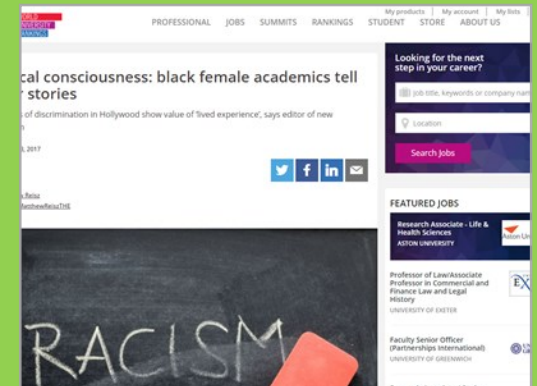 My products | My account | My lists
PROFESSIONAL JOBS SUMMITS RANKINGS STUDENT STORE ABOUT US
UNIVERSITY
RANKINGS
cal consciousness: black female academics tell
r stories
s of discrimination in Hollywood show value of 'lived experience', says editor of new
, 2017
Reisz
MatthewReiszTHE
RACISM
Looking for the next
step in your career?
Job title, keywords or company nam
Location
Search Jobs
FEATURED JOBS
Research Associate - Life &
Health Sciences
ASTON UNIVERSITY
Aston Un
Professor of Law/Associate
Professor in Commercial and
Finance Law and Legal
History
UNIVERSITY OF EXETER
EX
Faculty Senior Officer
(Partnerships International)
UNIVERSITY OF GREENWICH